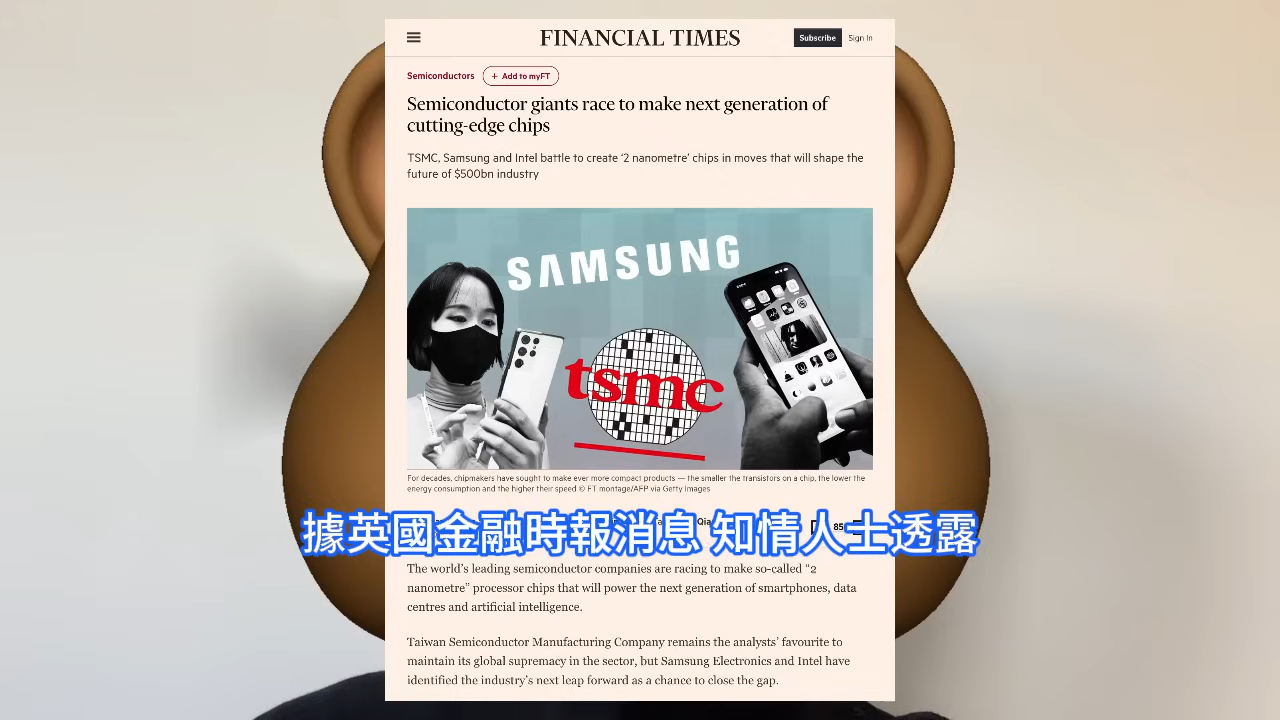 FINANCIAL TIMES
Subscribe
Sign In
Semiconductors
+ Add to myFT
Semiconductor giants race to make next generation of
cutting-edge chips
TSMC, Samsung and Intel battle to create ‘2 nanometre’ chips in moves that will shape the
future of $500bn industry
SAMSUNG
tsmc
For decades, chipmakers have sought to make ever more compact products — the smaller the transistors on a chip, the lower the
energy consumption and the higher their speed © FT montage/AFP via Getty Images
85
據英國金融時報消息 知情人士透露
The world’s leading semiconductor companies are racing to make so-called “2
nanometre” processor chips that will power the next generation of smartphones, data
centres and artificial intelligence.
Taiwan Semiconductor Manufacturing Company remains the analysts’ favourite to
maintain its global supremacy in the sector, but Samsung Electronics and Intel have
identified the industry’s next leap forward as a chance to close the gap.